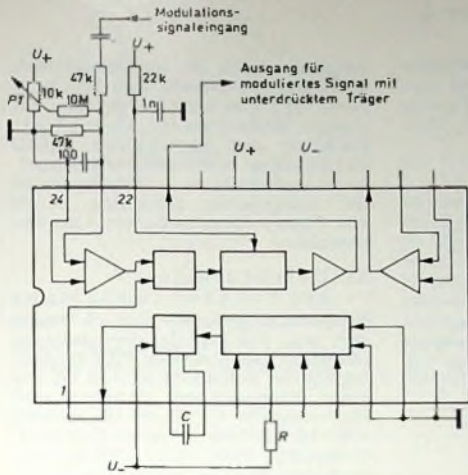 Modulations-
signaleingang
U+
U+
47k
22k
Ausgang für
moduliertes Signal mit
unterdrücktem Träger
P1
10k
10M
1n
47k
100
U+
U-
24
22
1
C
R
U-